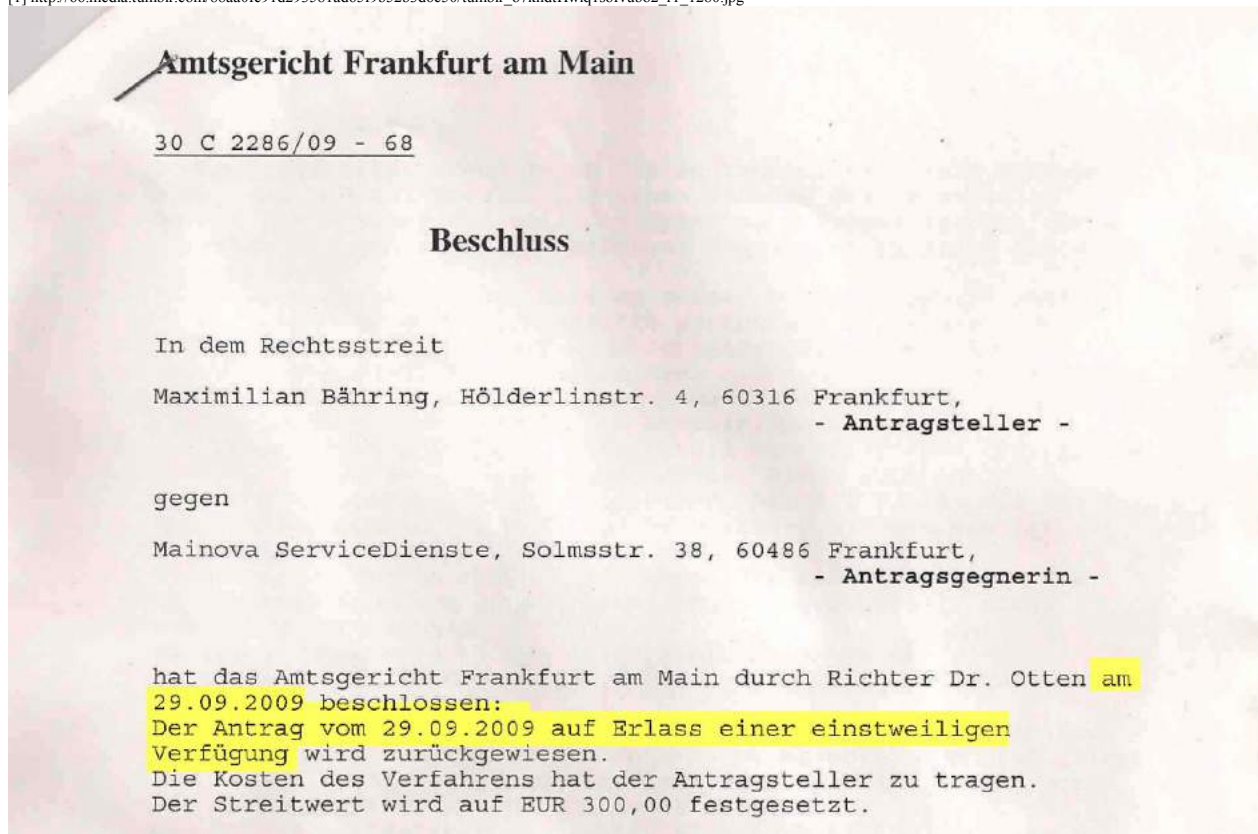 Amtsgericht Frankfurt am Main
30 C 2286/09 - 68
Beschluss
In dem Rechtsstreit
Maximilian Bähring, Hölderlinstr. 4, 60316 Frankfurt,
- Antragsteller -
gegen
Mainova ServiceDienste, Solmsstr. 38, 60486 Frankfurt,
- Antragsgegnerin -
hat das Amtsgericht Frankfurt am Main durch Richter Dr. Otten am
29.09.2009 beschlossen:
Der Antrag vom 29.09.2009 auf Erlass einer einstweiligen
Verfügung wird zurückgewiesen.
Die Kosten des Verfahrens hat der Antragsteller zu tragen.
Der Streitwert wird auf EUR 300,00 festgesetzt.